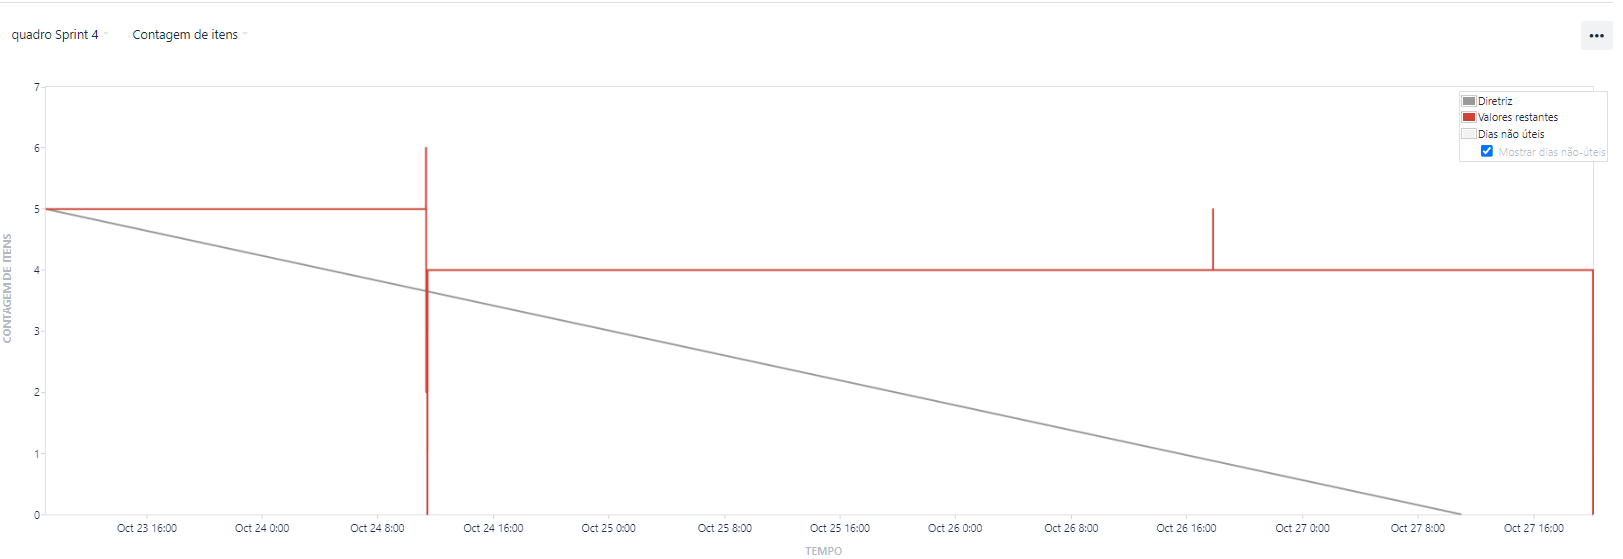 quadro Sprint 4 Contagem de itens
•••
7
Diretriz
Valores restantes
Dias não úteis
Mostrar dias não-úteis
6
5
4
3
2
1
0
CONTAGEM DE ITENS
Oct 23 16:00 Oct 24 0:00 Oct 24 8:00 Oct 24 16:00 Oct 25 0:00 Oct 25 8:00 Oct 25 16:00 Oct 26 0:00 Oct 26 8:00 Oct 26 16:00 Oct 27 0:00 Oct 27 8:00 Oct 27 16:00
TEMPO